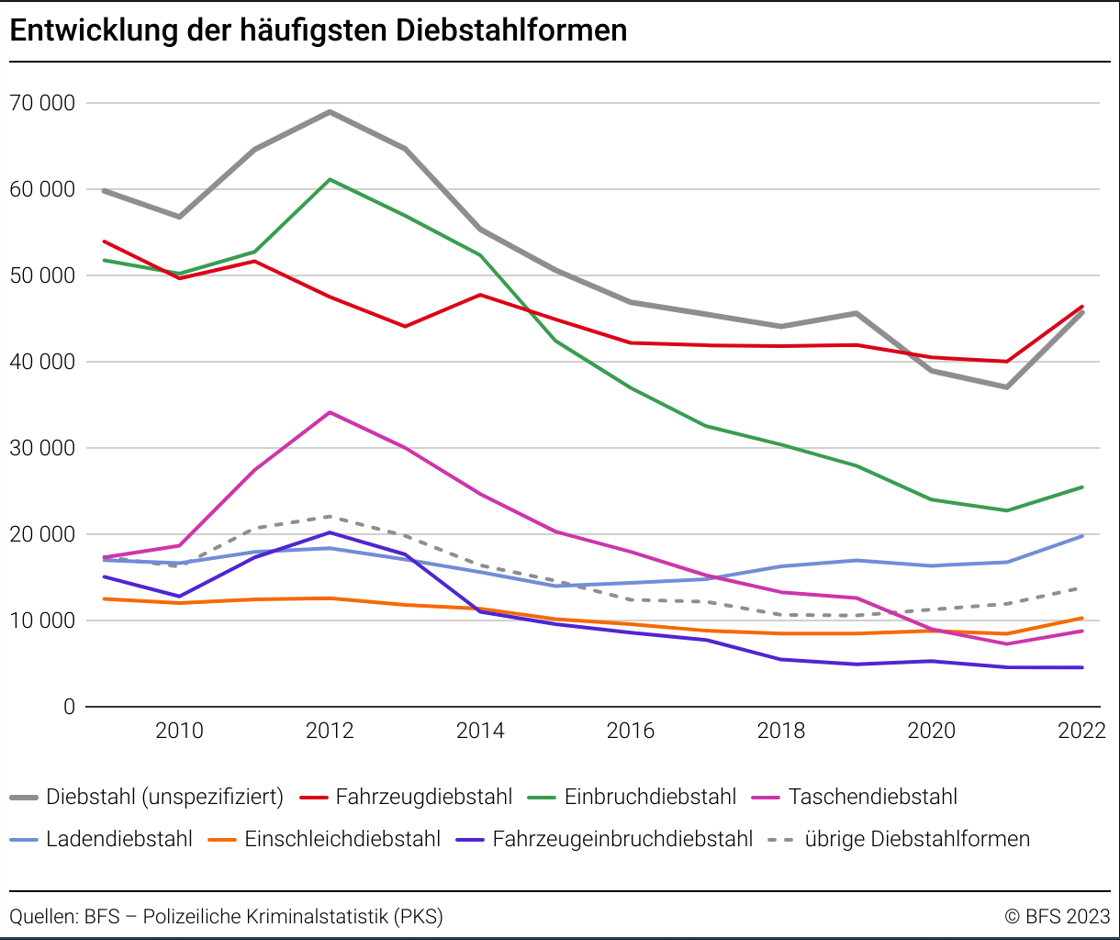 Entwicklung der häufigsten Diebstahlformen
70 000
60 000
50 000
40 000
30 000
20 000
10 000
0
2010 2012 2014 2016 2018 2020 2022
Diebstahl (unspezifiziert) Fahrzeugdiebstahl Einbruchdiebstahl Taschendiebstahl
Ladendiebstahl Einschleichdiebstahl Fahrzeugeinbruchdiebstahl übrige Diebstahlformen
Quellen: BFS – Polizeiliche Kriminalstatistik (PKS) © BFS 2023